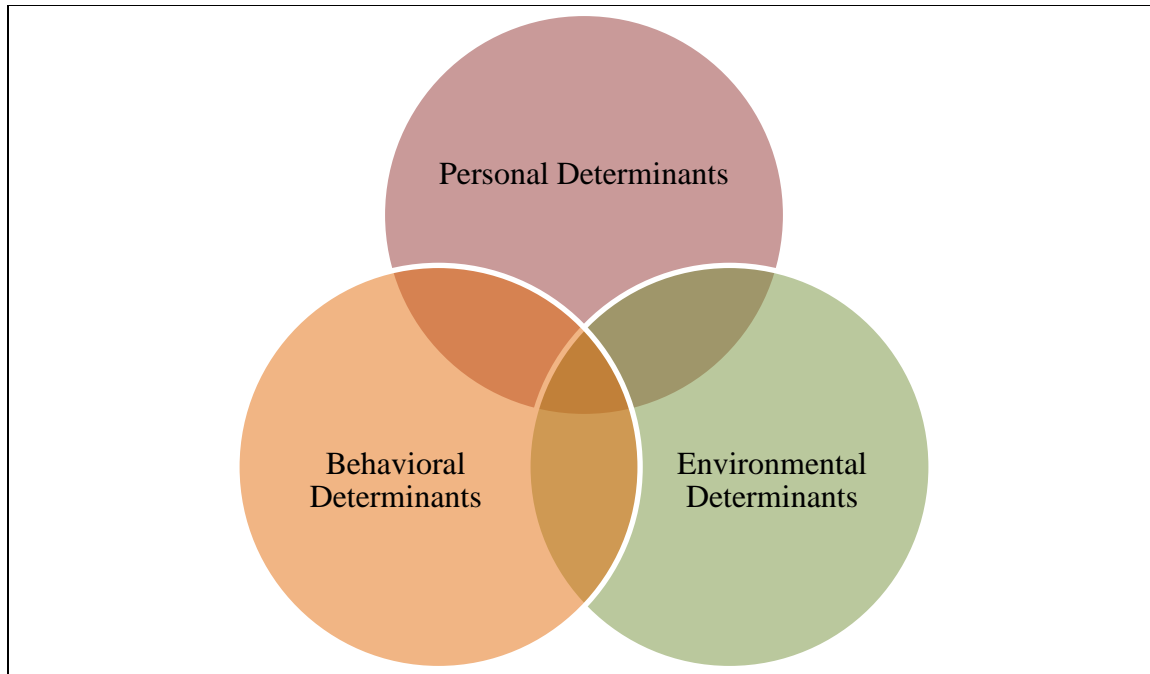 Personal Determinants
Behavioral
Determinants
Environmental
Determinants